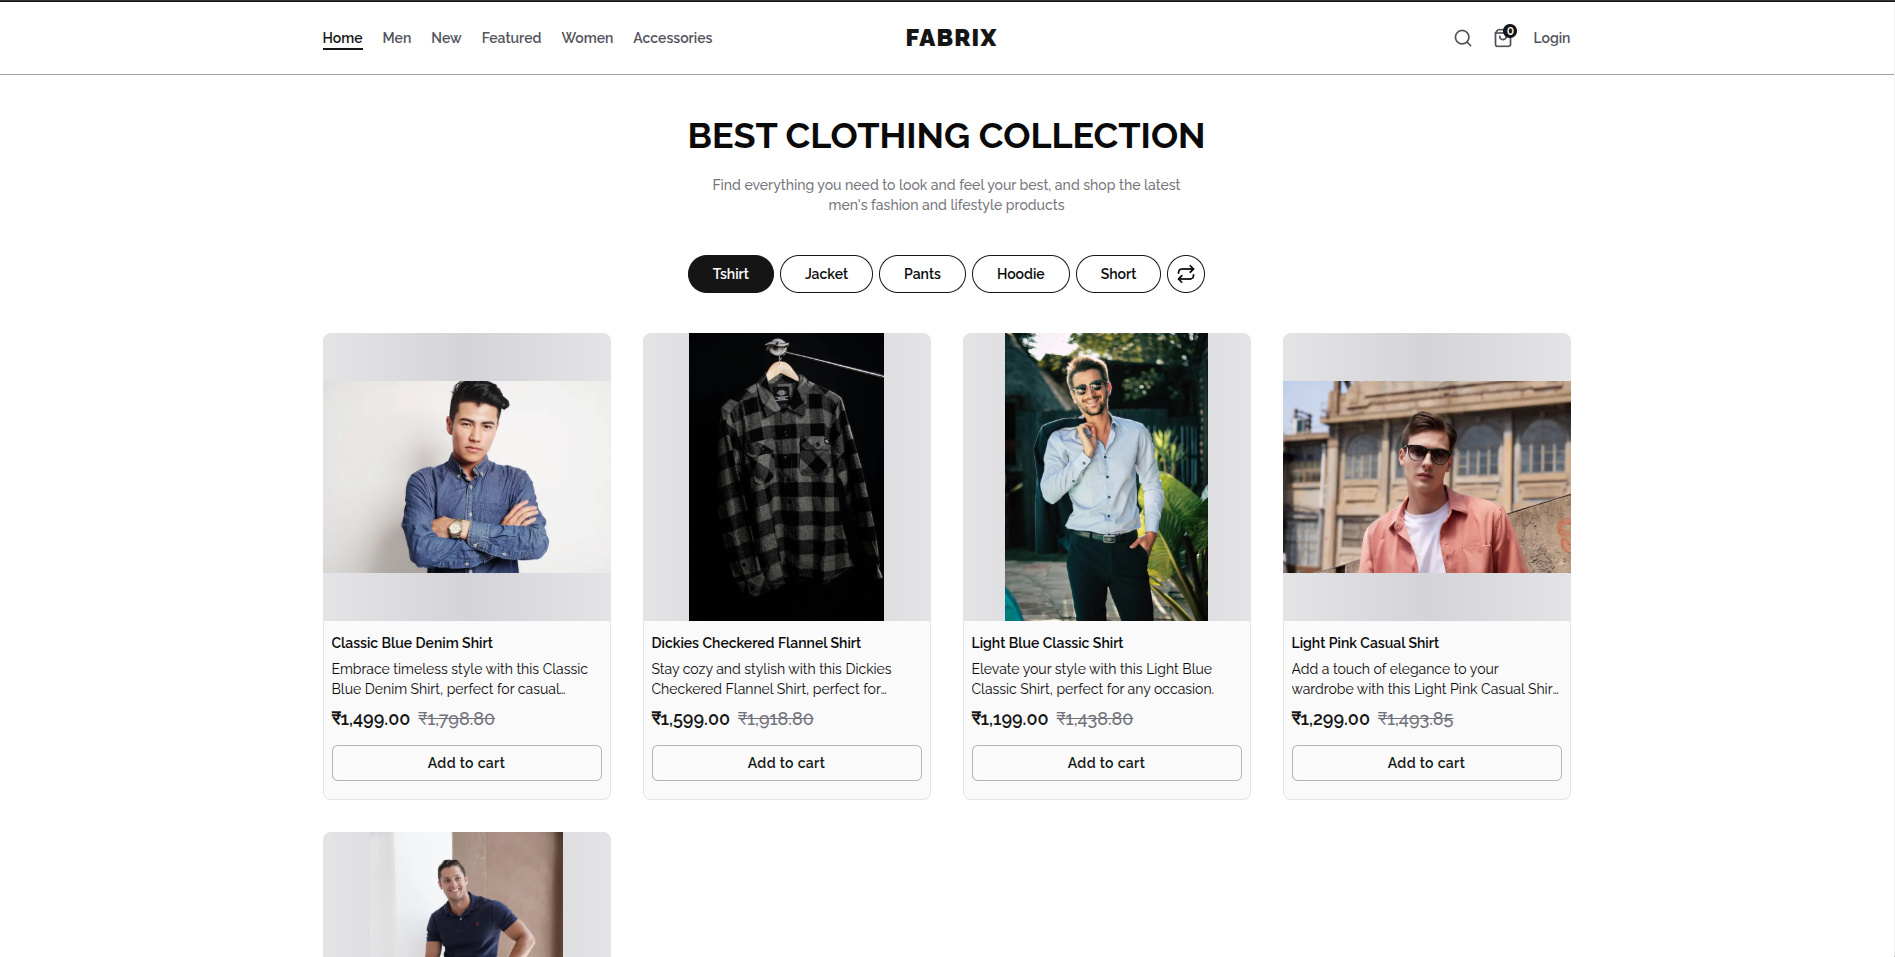 Home Men New Featured Women Accessories FABRIX 0 Login
BEST CLOTHING COLLECTION
Find everything you need to look and feel your best, and shop the latest
men's fashion and lifestyle products
Tshirt Jacket Pants Hoodie Short
Classic Blue Denim Shirt
Embrace timeless style with this Classic
Blue Denim Shirt, perfect for casual…
₹1,499.00 ₹1,798.80
Add to cart
Dickies Checkered Flannel Shirt
Stay cozy and stylish with this Dickies
Checkered Flannel Shirt, perfect for…
₹1,599.00 ₹1,918.80
Add to cart
Light Blue Classic Shirt
Elevate your style with this Light Blue
Classic Shirt, perfect for any occasion.
₹1,199.00 ₹1,438.80
Add to cart
Light Pink Casual Shirt
Add a touch of elegance to your
wardrobe with this Light Pink Casual Shir…
₹1,299.00 ₹1,493.85
Add to cart